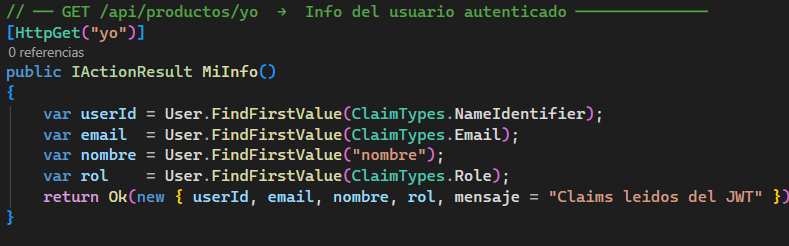 // —— GET /api/productos/yo → Info del usuario autenticado ——————————————
[HttpGet("yo")]
0 referencias
public IActionResult MiInfo()
{
    var userId = User.FindFirstValue(ClaimTypes.NameIdentifier);
    var email  = User.FindFirstValue(ClaimTypes.Email);
    var nombre = User.FindFirstValue("nombre");
    var rol    = User.FindFirstValue(ClaimTypes.Role);
    return Ok(new { userId, email, nombre, rol, mensaje = "Claims leidos del JWT" })
}